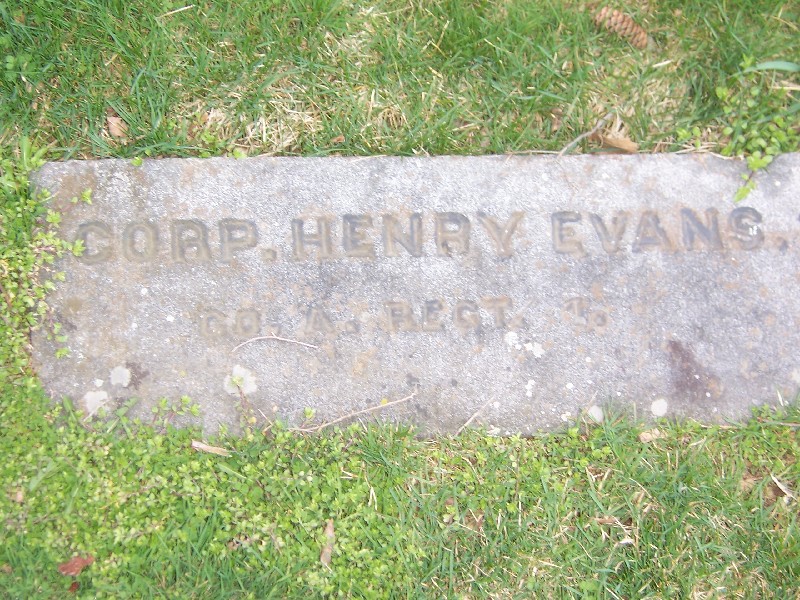 CORP. HENRY EVANS.
CO. A. REGT.